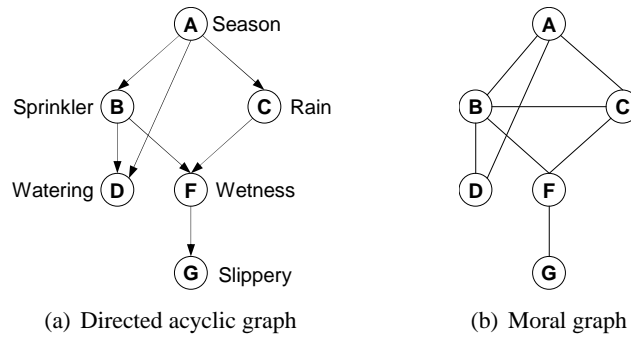 A Season
A
Sprinkler B
C Rain
B
C
Watering D
F Wetness
D
F
G Slippery
G
(a) Directed acyclic graph
(b) Moral graph